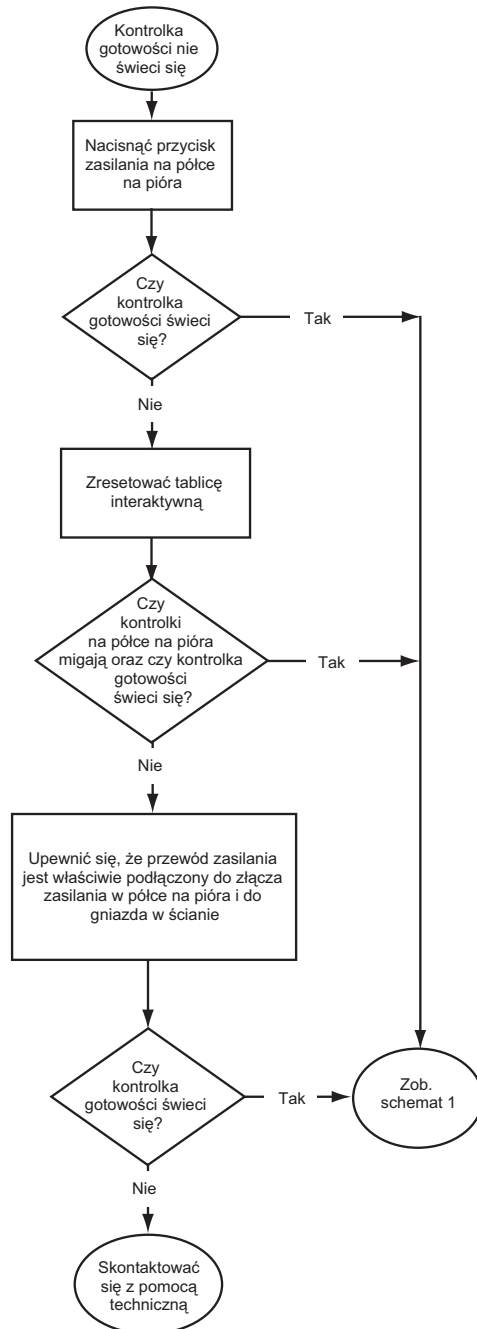 Kontrolka
gotowości nie
świeci się
Nacisnąć przycisk
zasilania na półce
na pióra
Czy
kontrolka
gotowości świeci
się?
Tak
Nie
Zresetować tablicę
interaktywną
Czy
kontrolki
na półce na pióra
migają oraz czy kontrolka
gotowości
świeci się?
Tak
Nie
Upewnić się, że przewód zasilania
jest właściwie podłączony do złącza
zasilania w półce na pióra i do
gniazda w ścianie
Czy
kontrolka
gotowości świeci
się?
Tak
Zob.
schemat 1
Nie
Skontaktować
się z pomocą
techniczną